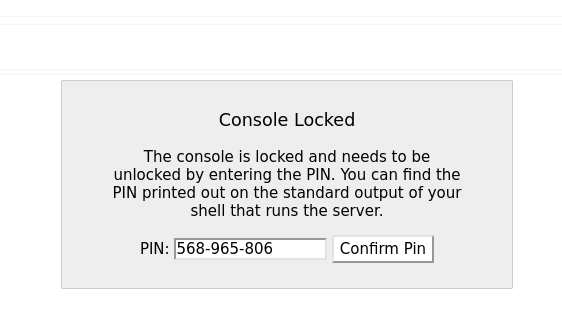 Console Locked
The console is locked and needs to be
unlocked by entering the PIN. You can find the
PIN printed out on the standard output of your
shell that runs the server.
PIN: 568-965-806 Confirm Pin